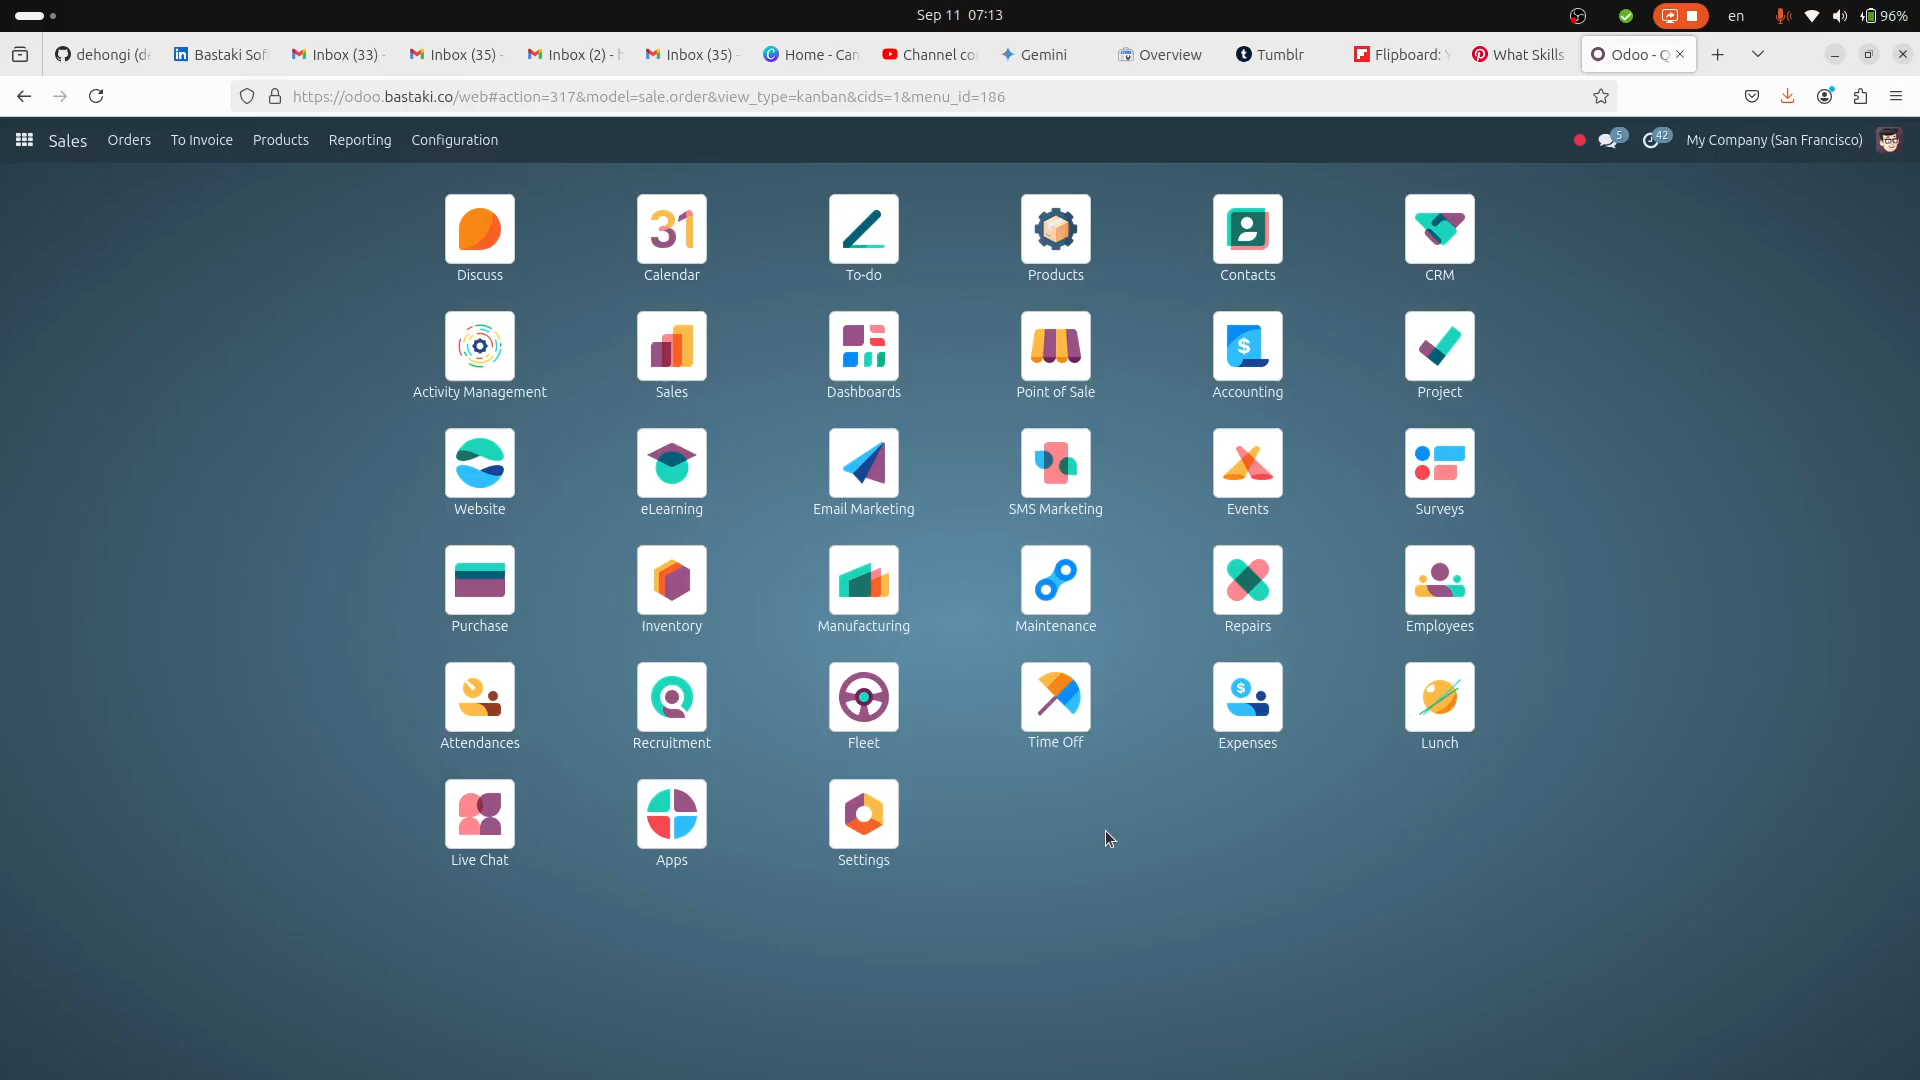 Sep 11 07:13
en
96%
dehongi (de
Bastaki Sof
Inbox (33) -
Inbox (35) -
Inbox (2) - h
Inbox (35) -
Home - Can
Channel co
Gemini
Overview
Tumblr
Flipboard: Y
What Skills
Odoo - Q
https://odoo.bastaki.co/web#action=317&model=sale.order&view_type=kanban&cids=1&menu_id=186
Sales
Orders
To Invoice
Products
Reporting
Configuration
5
42
My Company (San Francisco)
31
Discuss
Calendar
To-do
Products
Contacts
CRM
$
Activity Management
Sales
Dashboards
Point of Sale
Accounting
Project
Website
eLearning
Email Marketing
SMS Marketing
Events
Surveys
Purchase
Inventory
Manufacturing
Maintenance
Repairs
Employees
$
Attendances
Recruitment
Fleet
Time Off
Expenses
Lunch
Live Chat
Apps
Settings